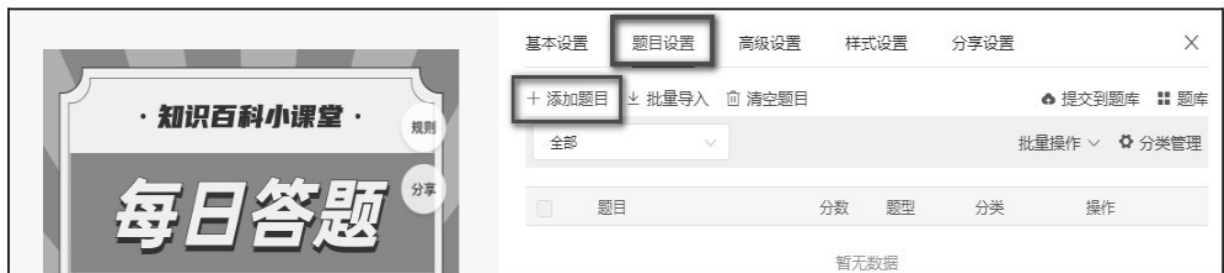 基本设置 题目设置 高级设置 样式设置 分享设置
添加题目 批量导入 清空题目 提交到题库 题库
·知识百科小课堂·
规则
全部 批量操作 分类管理
分享
每日答题
题目 分数 题型 分类 操作
暂无数据